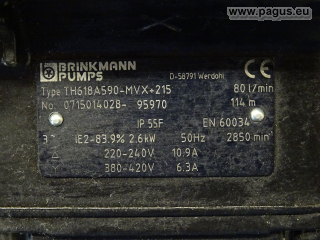 www.pagus.eu
BRINKMANN
PUMPS D-58791 Werdohl CE
Type TH618A590-MVX+215 80 l/min
No. 0715014028- 95970 114 m
IP 55F EN 60034
3~ IE2-83.9% 2.6kW 50Hz 2850 min⁻¹
△ 220-240V 10.9A
Y 380-420V 6.3A